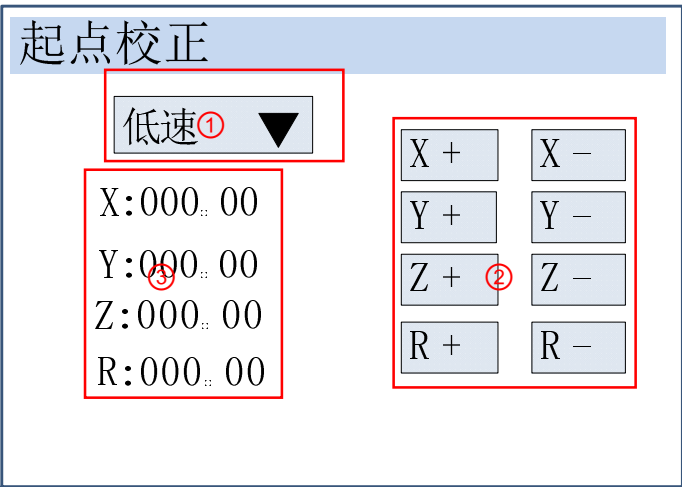 起点校正
低速① ▼
X:000.00
Y:000.00
Z:000.00
R:000.00
③
X + X -
Y + Y -
Z + Z -
R + R -
②